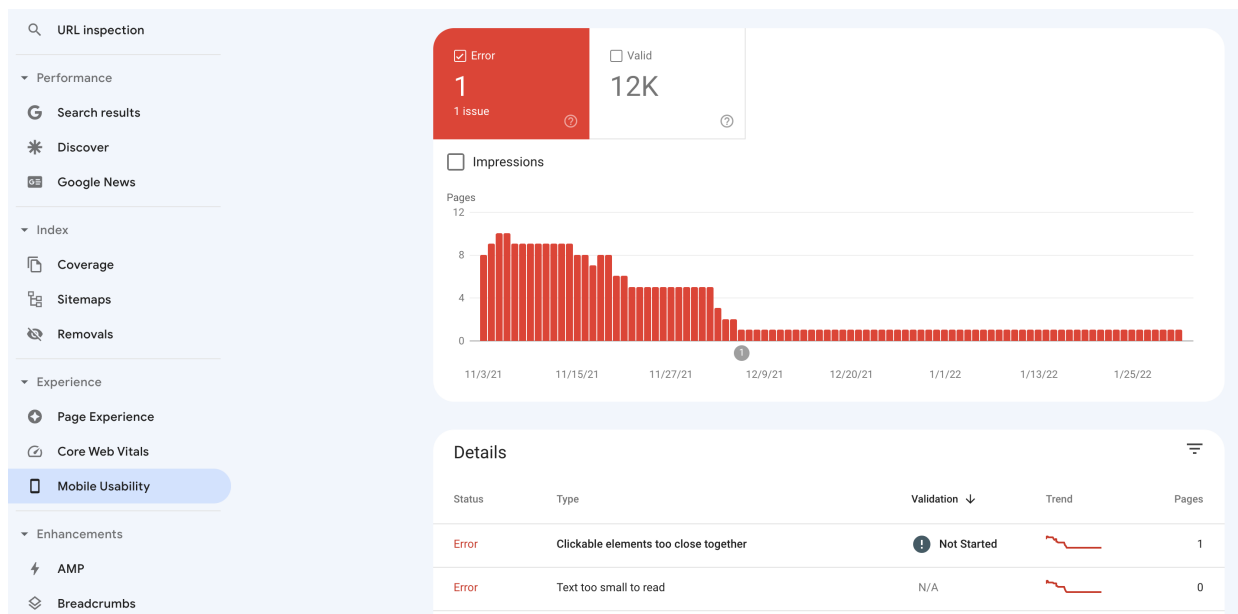 URL inspection
Performance
Search results
Discover
Google News
Index
Coverage
Sitemaps
Removals
Experience
Page Experience
Core Web Vitals
Mobile Usability
Enhancements
AMP
Breadcrumbs
Error
1
1 issue
Valid
12K
Impressions
Pages
12
8
4
0
1
11/3/21 11/15/21 11/27/21 12/9/21 12/20/21 1/1/22 1/13/22 1/25/22
Details
Status Type Validation Trend Pages
Error Clickable elements too close together Not Started 1
Error Text too small to read N/A 0